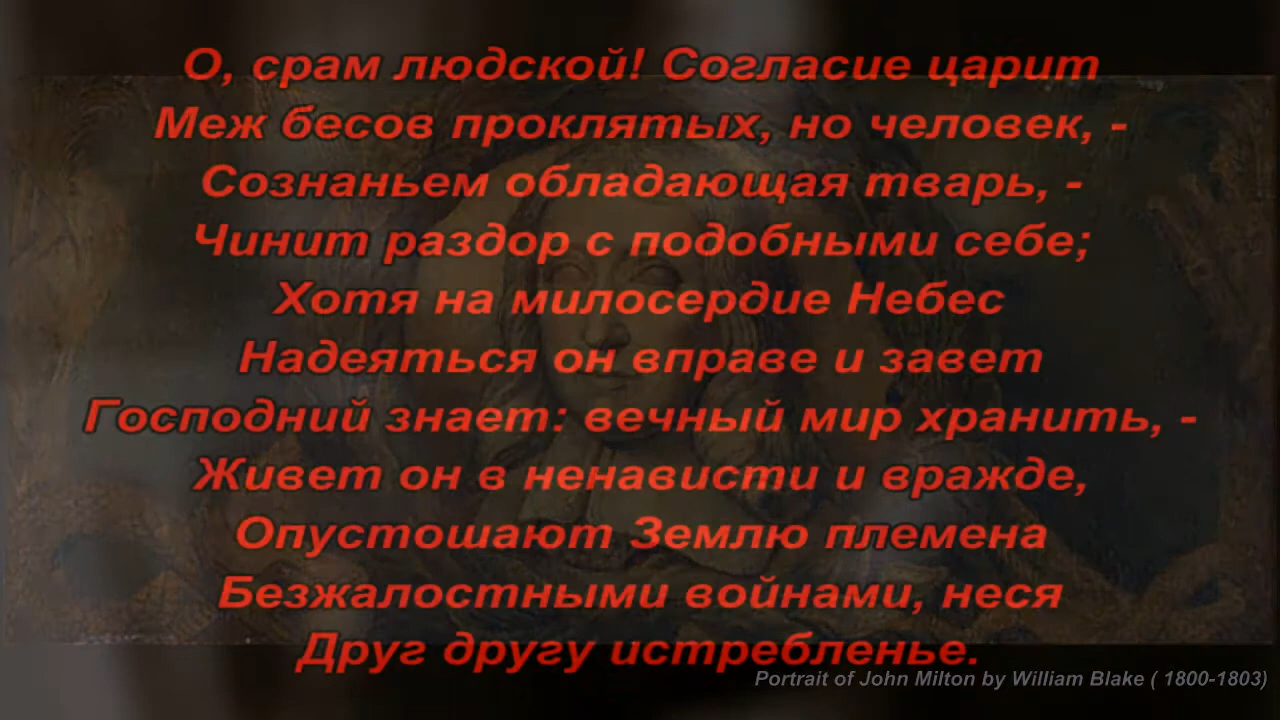 О, срам людской! Согласие царит
Меж бесов проклятых, но человек, -
Сознаньем обладающая тварь, -
Чинит раздор с подобными себе;
Хотя на милосердие Небес
Надеяться он вправе и завет
Господний знает: вечный мир хранить, -
Живет он в ненависти и вражде,
Опустошают Землю племена
Безжалостными войнами, неся
Друг другу истребленье.
Portrait of John Milton by William Blake ( 1800-1803)